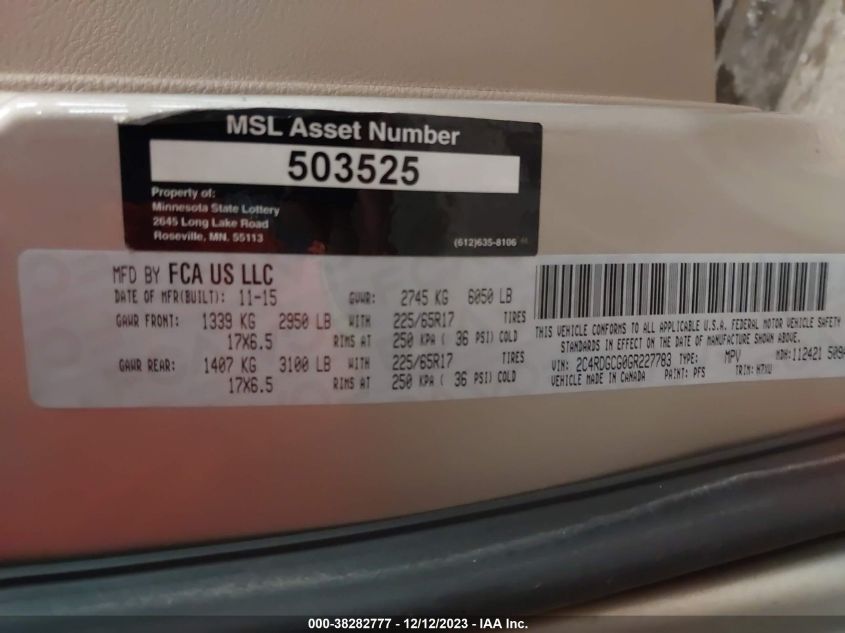 MSL Asset Number
503525
Property of:
Minnesota State Lottery
2645 Long Lake Road
Roseville, MN. 55113
(612)635-8106
MFD BY FCA US LLC
DATE OF MFR(BUILT): 11-15 GVWR: 2745 KG 6050 LB
GAWR FRONT: 1339 KG 2950 LB WITH 225/65R17 TIRES
17X6.5 RIMS AT 250 KPA ( 36 PSI) COLD
GAWR REAR: 1407 KG 3100 LB WITH 225/65R17 TIRES
17X6.5 RIMS AT 250 KPA ( 36 PSI) COLD
THIS VEHICLE CONFORMS TO ALL APPLICABLE U.S.A. FEDERAL MOTOR VEHICLE SAFETY
STANDARDS IN EFFECT ON THE DATE OF MANUFACTURE SHOWN ABOVE.
VIN: 2C4RDGCG0GR227783 TYPE: MPV MDH: 112421 509
VEHICLE MADE IN CANADA PAINT: PFS TRIM: H7XU
000-38282777 - 12/12/2023 - IAA Inc.